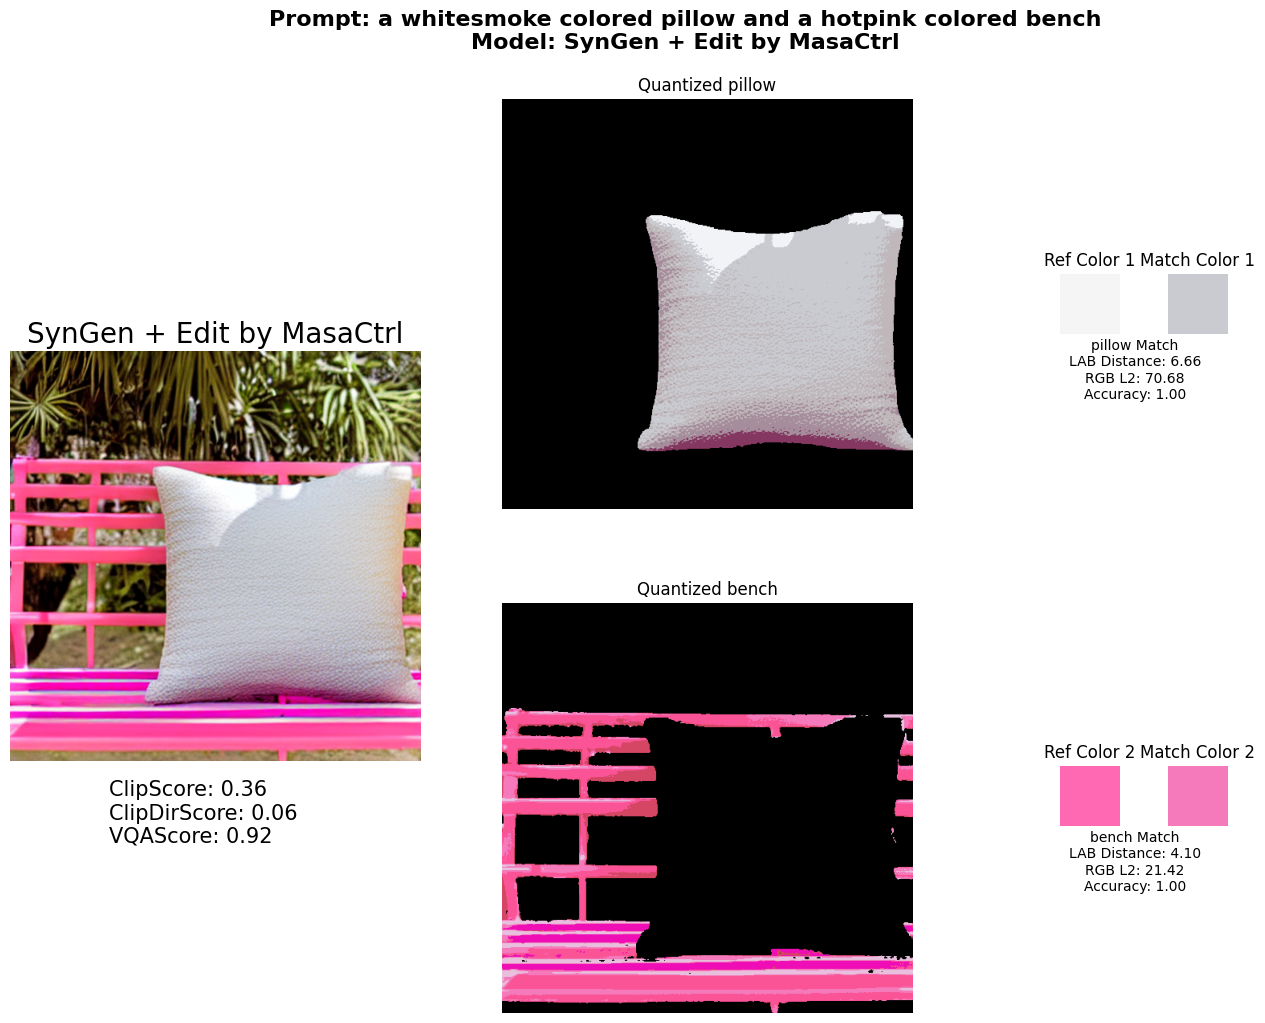 Prompt: a whitesmoke colored pillow and a hotpink colored bench
Model: SynGen + Edit by MasaCtrl
Quantized pillow
Ref Color 1 Match Color 1
pillow Match
LAB Distance: 6.66
RGB L2: 70.68
Accuracy: 1.00
SynGen + Edit by MasaCtrl
ClipScore: 0.36
ClipDirScore: 0.06
VQAScore: 0.92
Quantized bench
Ref Color 2 Match Color 2
bench Match
LAB Distance: 4.10
RGB L2: 21.42
Accuracy: 1.00